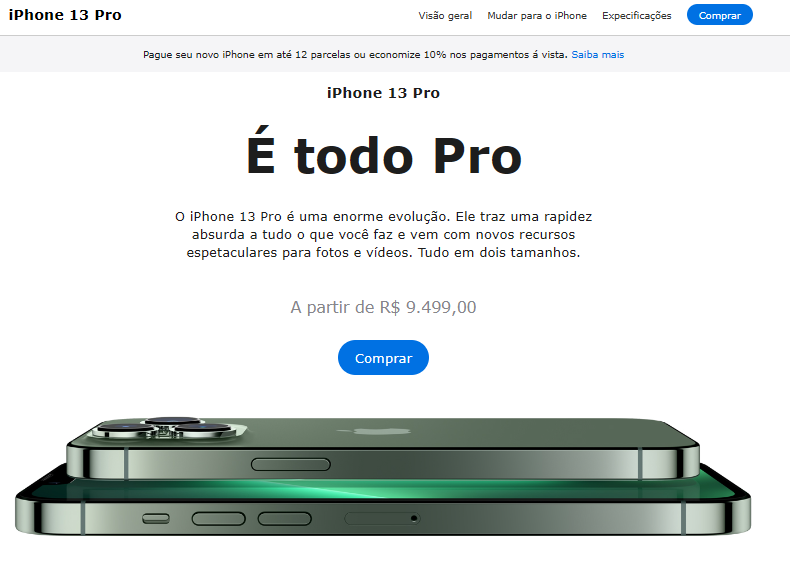 iPhone 13 Pro
Visão geral
Mudar para o iPhone
Expecificações
Comprar
Pague seu novo iPhone em até 12 parcelas ou economize 10% nos pagamentos á vista. Saiba mais
iPhone 13 Pro
É todo Pro
O iPhone 13 Pro é uma enorme evolução. Ele traz uma rapidez
absurda a tudo o que você faz e vem com novos recursos
espetaculares para fotos e vídeos. Tudo em dois tamanhos.
A partir de R$ 9.499,00
Comprar